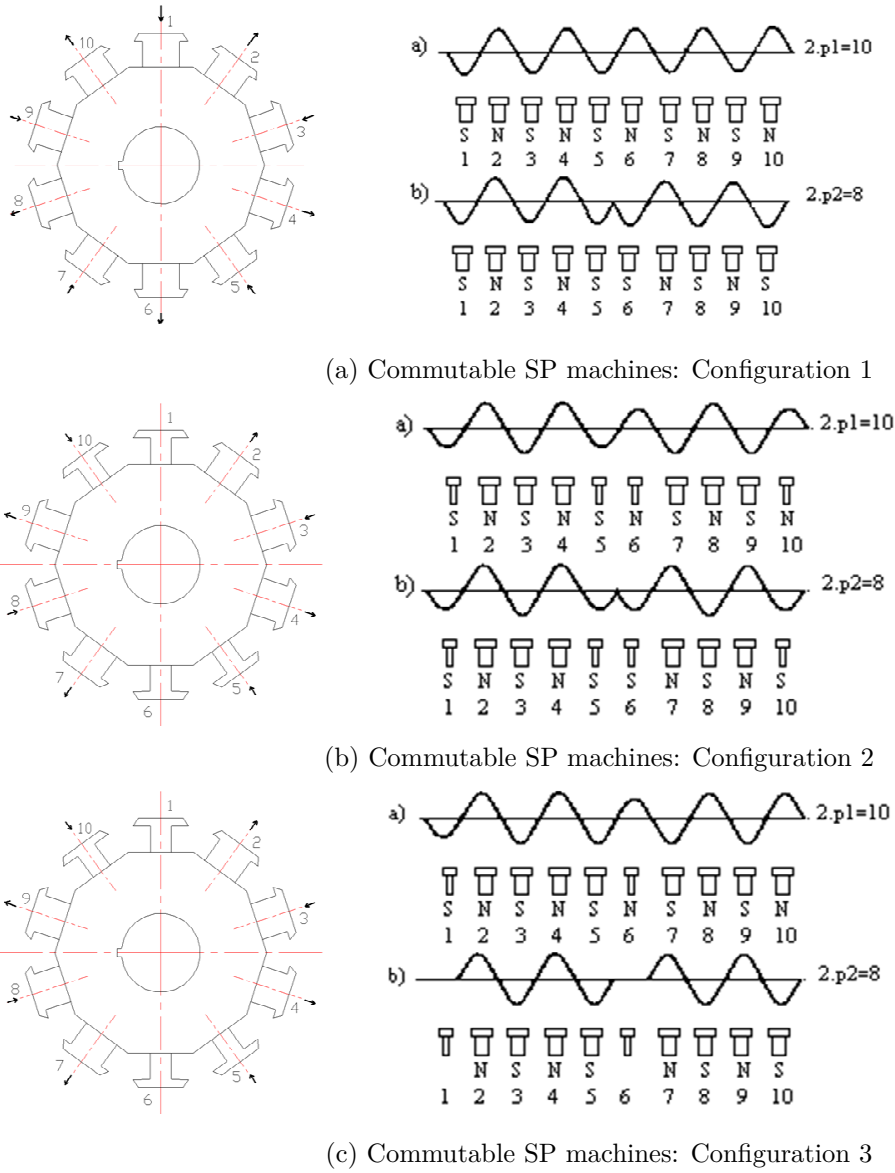 1
2
3
4
5
6
7
8
9
10
a) 2.p1=10
S N S N S N S N S N
1 2 3 4 5 6 7 8 9 10
b) 2.p2=8
S N S N S S N S N S
1 2 3 4 5 6 7 8 9 10
(a) Commutable SP machines: Configuration 1
1
2
3
4
5
6
7
8
9
10
a) 2.p1=10
S N S N S N S N S N
1 2 3 4 5 6 7 8 9 10
b) 2.p2=8
S N S N S S N S N S
1 2 3 4 5 6 7 8 9 10
(b) Commutable SP machines: Configuration 2
1
2
3
4
5
6
7
8
9
10
a) 2.p1=10
S N S N S N S N S N
1 2 3 4 5 6 7 8 9 10
b) 2.p2=8
N S N S N S N S
1 2 3 4 5 6 7 8 9 10
(c) Commutable SP machines: Configuration 3